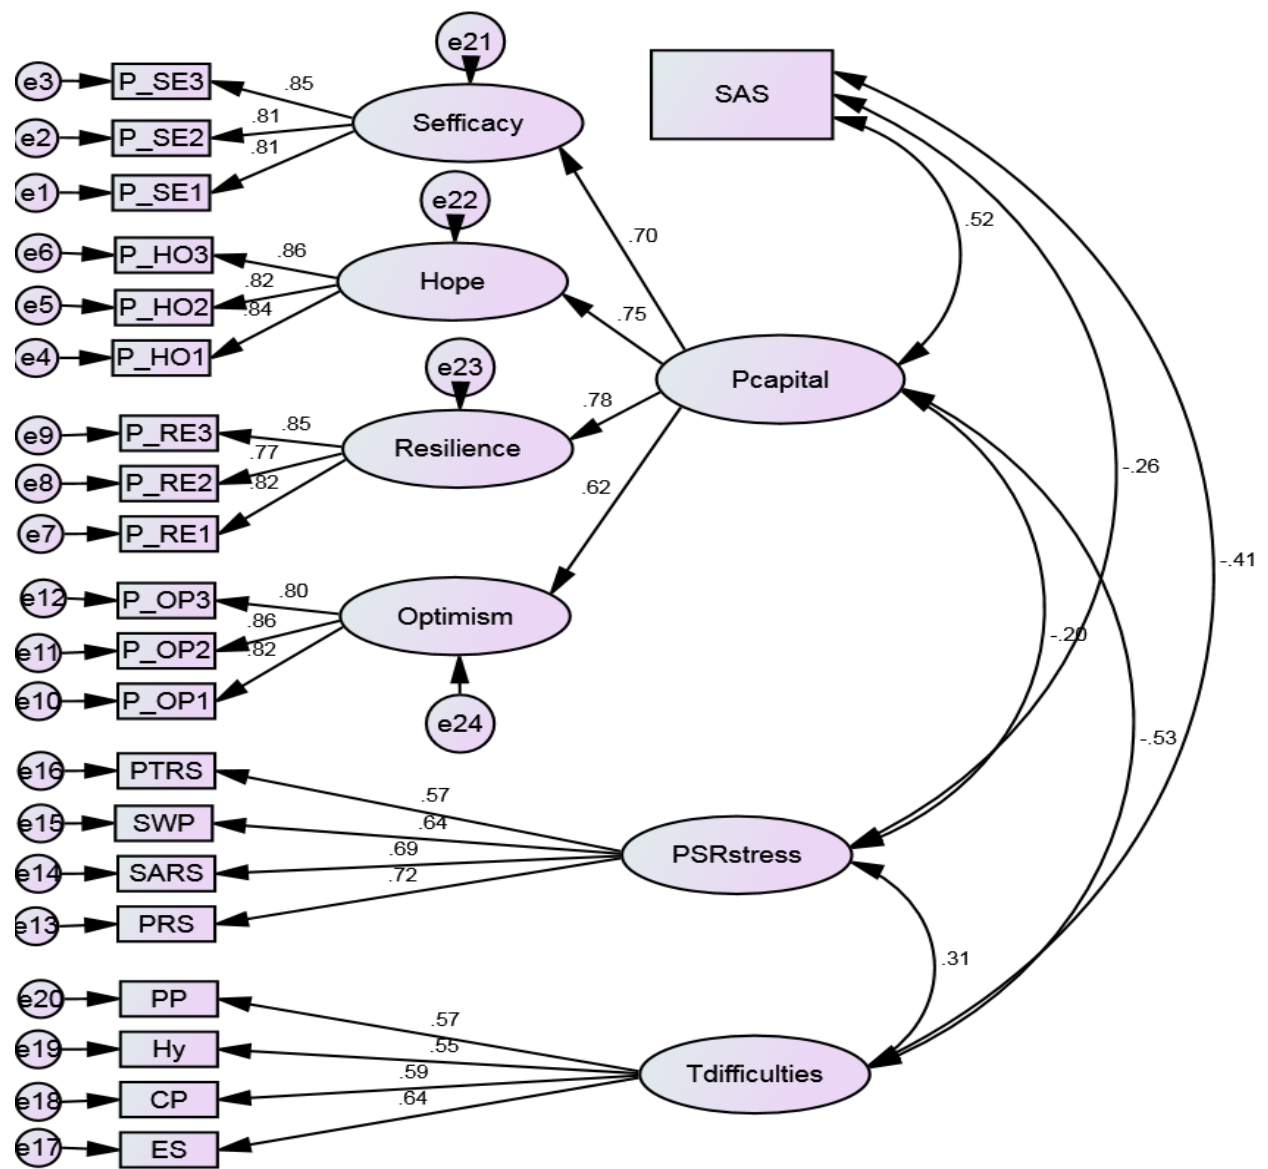 e21
SAS
e3
P_SE3
.85
Sefficacy
e2
P_SE2
.81
.81
e1
P_SE1
e22
.52
.70
e6
P_HO3
.86
Hope
.82
e5
P_HO2
.84
.75
e4
P_HO1
e23
Pcapital
.78
e9
P_RE3
.85
Resilience
.77
-.26
e8
P_RE2
.82
.62
e7
P_RE1
-.41
e12
P_OP3
.80
Optimism
.86
-.20
e11
P_OP2
.82
e10
P_OP1
e24
-.53
e16
PTRS
.57
e15
SWP
.64
.69
PSRstress
e14
SARS
.72
e13
PRS
.31
e20
PP
.57
e19
Hy
.55
.59
Tdifficulties
e18
CP
.64
e17
ES